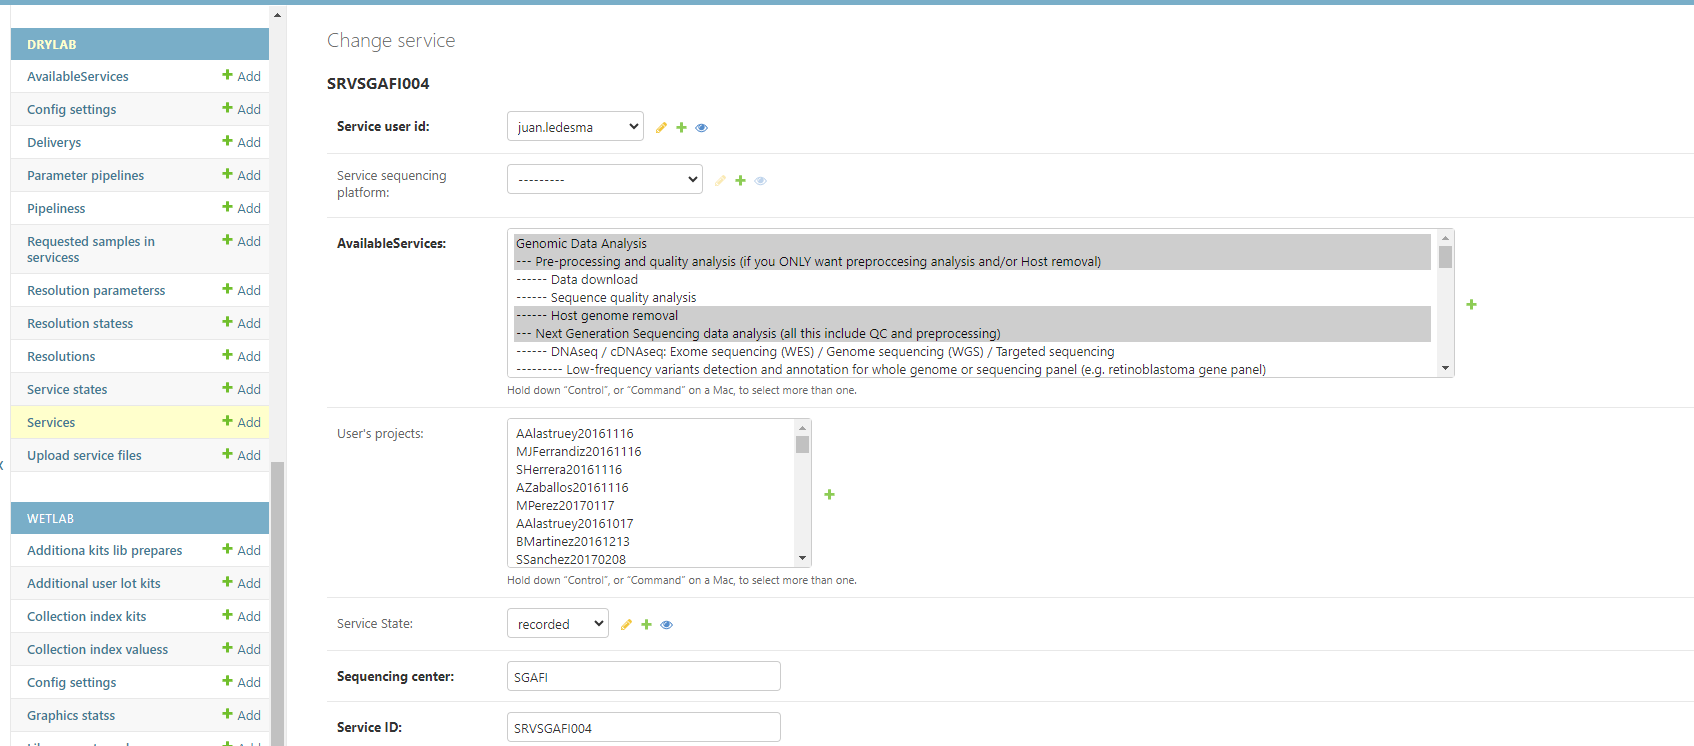 DRYLAB
AvailableServices Add
Config settings Add
Deliverys Add
Parameter pipelines Add
Pipeliness Add
Requested samples in Add
servicess
Resolution parameterss Add
Resolution statess Add
Resolutions Add
Service states Add
Services Add
Upload service files Add
WETLAB
Additiona kits lib prepares Add
Additional user lot kits Add
Collection index kits Add
Collection index valuess Add
Config settings Add
Graphics statss Add
Change service
SRVSGAFI004
Service user id: juan.ledesma
Service sequencing
platform: ---------
AvailableServices:
Genomic Data Analysis
--- Pre-processing and quality analysis (if you ONLY want preproccesing analysis and/or Host removal)
------ Data download
------ Sequence quality analysis
------ Host genome removal
--- Next Generation Sequencing data analysis (all this include QC and preprocessing)
------ DNAseq / cDNAseq: Exome sequencing (WES) / Genome sequencing (WGS) / Targeted sequencing
--------- Low-frequency variants detection and annotation for whole genome or sequencing panel (e.g. retinoblastoma gene panel)
Hold down “Control”, or “Command” on a Mac, to select more than one.
User's projects:
AAlastruey20161116
MJFerrandiz20161116
SHerrera20161116
AZaballos20161116
MPerez20170117
AAlastruey20161017
BMartinez20161213
SSanchez20170208
Hold down “Control”, or “Command” on a Mac, to select more than one.
Service State: recorded
Sequencing center: SGAFI
Service ID: SRVSGAFI004